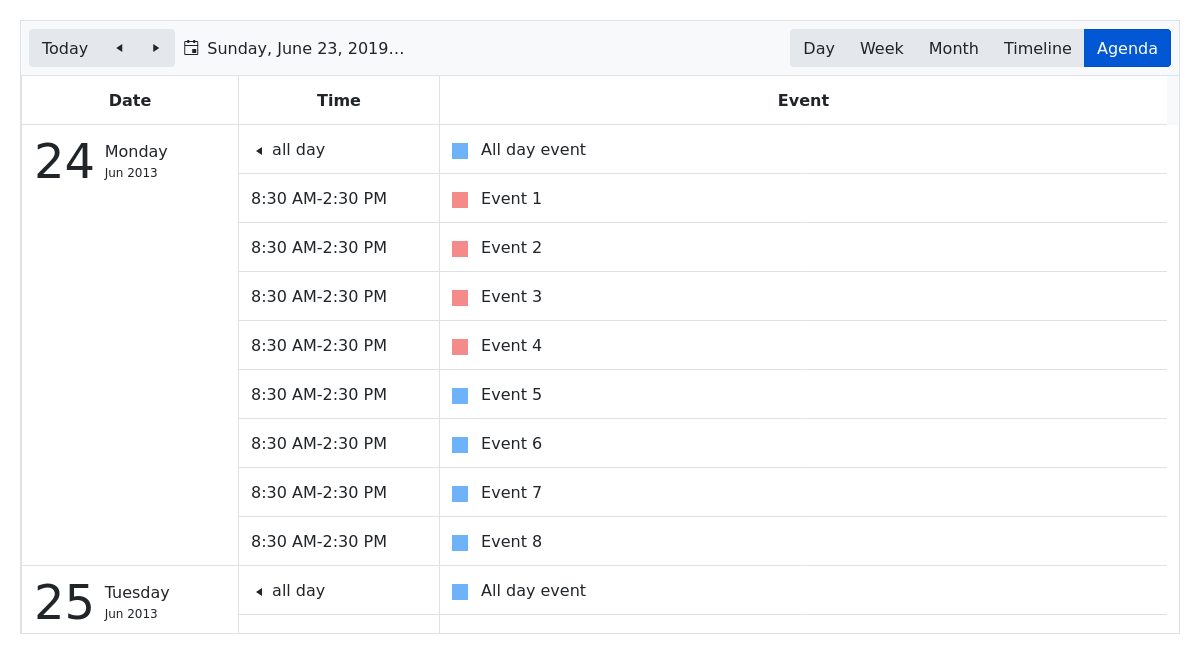 Today Sunday, June 23, 2019... Day Week Month Timeline Agenda
Date Time Event
24 Monday Jun 2013 all day All day event
8:30 AM-2:30 PM Event 1
8:30 AM-2:30 PM Event 2
8:30 AM-2:30 PM Event 3
8:30 AM-2:30 PM Event 4
8:30 AM-2:30 PM Event 5
8:30 AM-2:30 PM Event 6
8:30 AM-2:30 PM Event 7
8:30 AM-2:30 PM Event 8
25 Tuesday Jun 2013 all day All day event